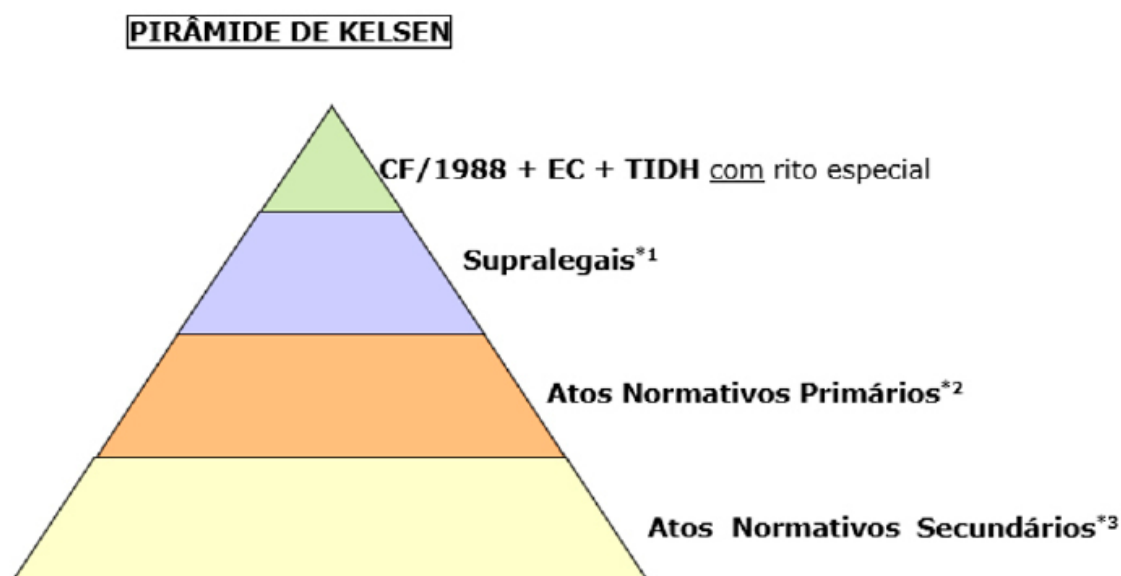 PIRÂMIDE DE KELSEN
CF/1988 + EC + TIDH com rito especial
Supralegais*1
Atos Normativos Primários*2
Atos Normativos Secundários*3